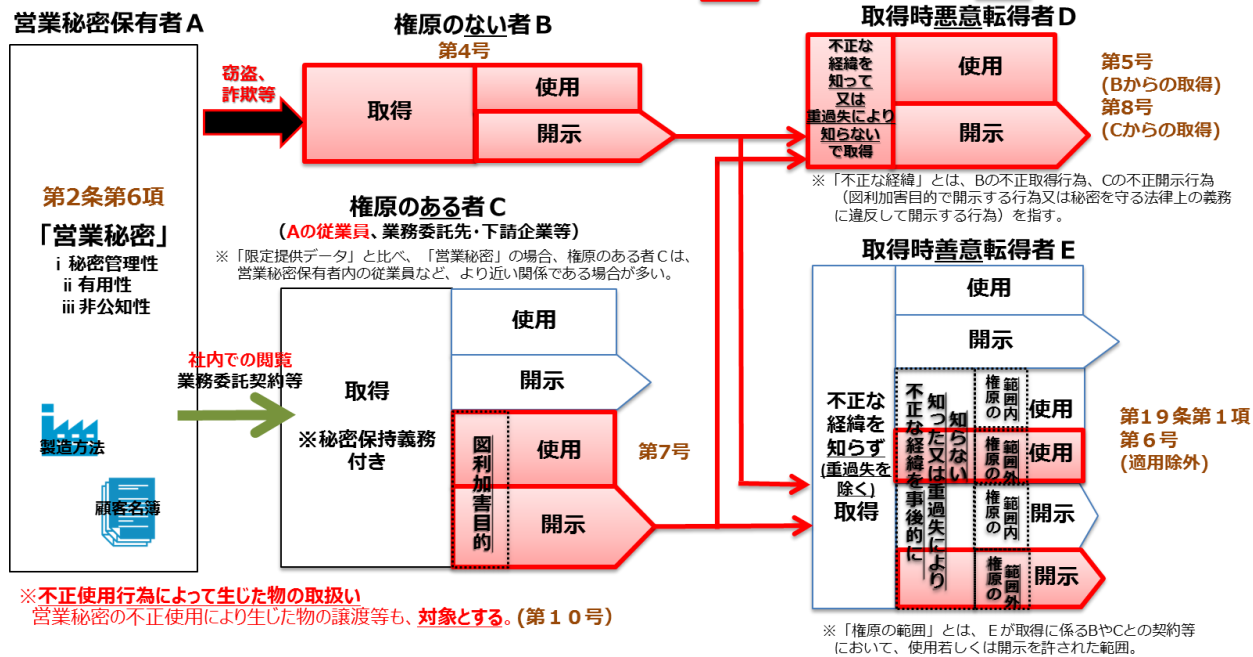 営業秘密保有者A
第2条第6項
「営業秘密」
ⅰ 秘密管理性
ⅱ 有用性
ⅲ 非公知性
製造方法
顧客名簿
窃盗、
詐欺等
社内での閲覧
業務委託契約等
権原のない者B
第4号
取得
使用
開示
権原のある者C
(Aの従業員、業務委託先・下請企業等)
※「限定提供データ」と比べ、「営業秘密」の場合、権原のある者Cは、
営業秘密保有者内の従業員など、より近い関係である場合が多い。
取得
※秘密保持義務
付き
使用
開示
図利加害目的
使用
開示
第7号
取得時悪意転得者D
不正な
経緯を
知って
又は
重過失により
知らない
で取得
使用
開示
第5号
(Bからの取得)
第8号
(Cからの取得)
※「不正な経緯」とは、Bの不正取得行為、Cの不正開示行為
(図利加害目的で開示する行為又は秘密を守る法律上の義務
に違反して開示する行為)を指す。
取得時善意転得者E
不正な
経緯を
知らず
(重過失を
除く)
取得
使用
開示
不正な経緯を事後的に
知った又は重過失により
知らない
権原の
範囲内
使用
権原の
範囲外
使用
権原の
範囲内
開示
権原の
範囲外
開示
第19条第1項
第6号
(適用除外)
※「権原の範囲」とは、Eが取得に係るBやCとの契約等
において、使用若しくは開示を許された範囲。
※不正使用行為によって生じた物の取扱い
営業秘密の不正使用により生じた物の譲渡等も、対象とする。(第10号)